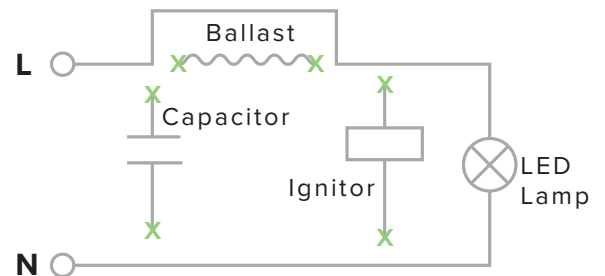 Ballast
L
X X
X X
Capacitor
LED
Ignitor
Lamp
X X
N